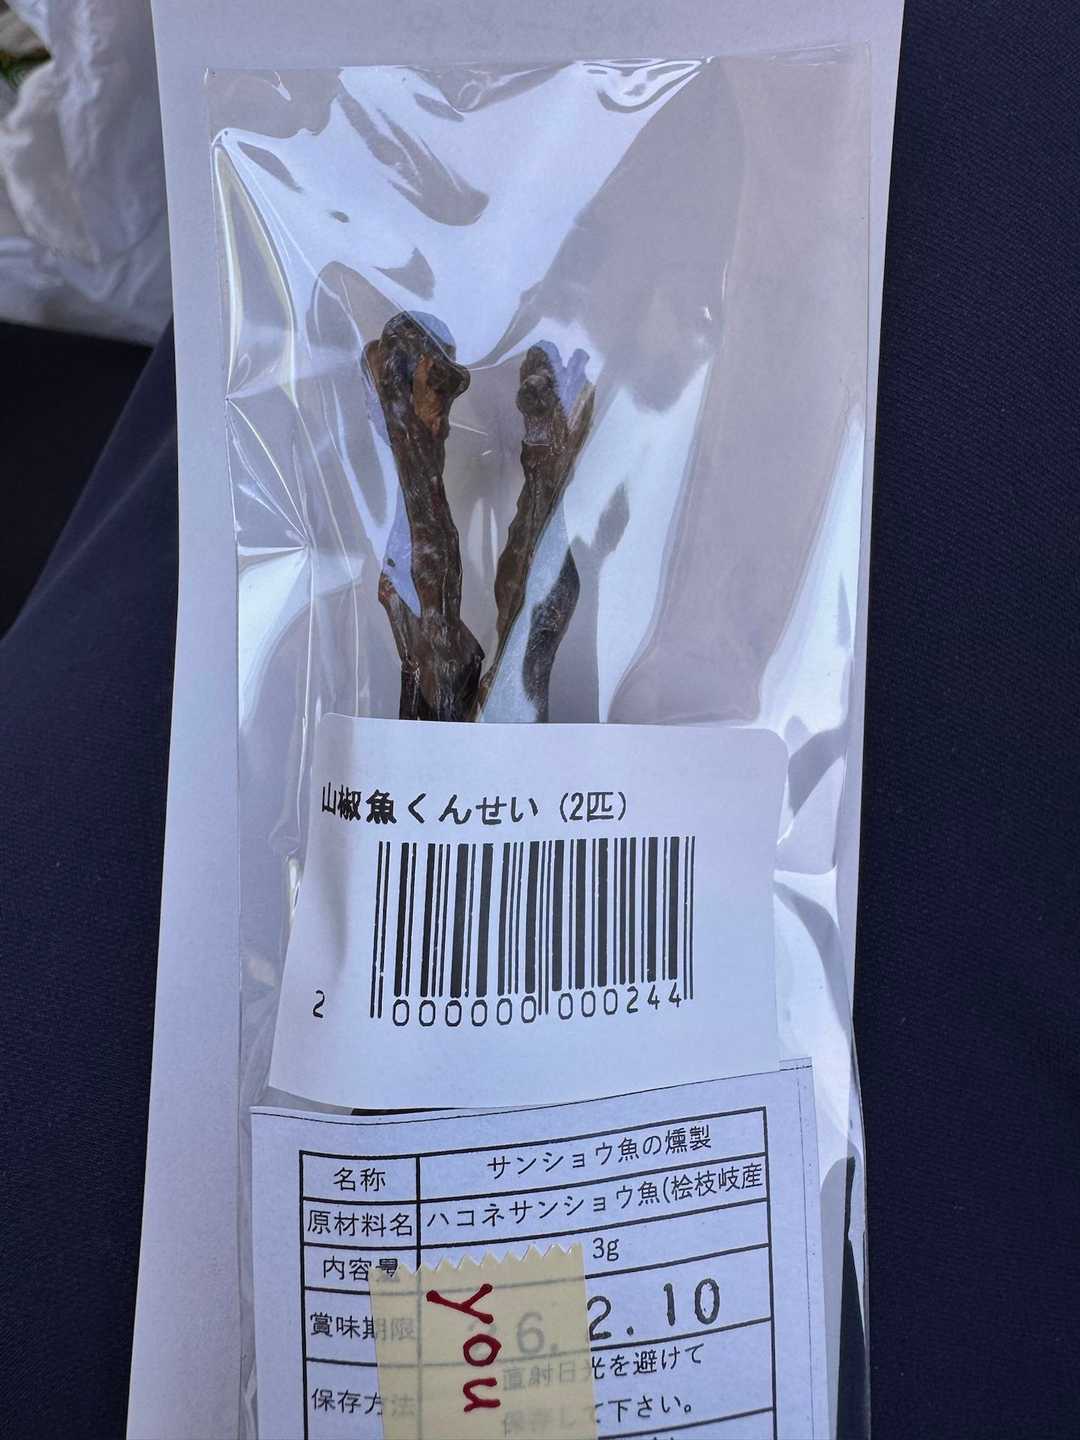 山椒魚くんせい（2匹）
2 000000 000244
名称 サンショウ魚の燻製
原材料名 ハコネサンショウ魚(桧枝岐産
内容量 3g
賞味期限 6. 2.10
保存方法 直射日光を避けて
保存して下さい。
you